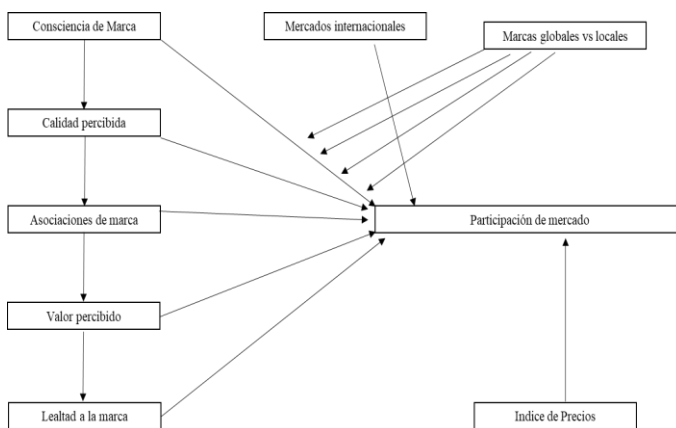 Consciencia de Marca
Mercados internacionales
Marcas globales vs locales
Calidad percibida
Asociaciones de marca
Participación de mercado
Valor percibido
Lealtad a la marca
Indice de Precios